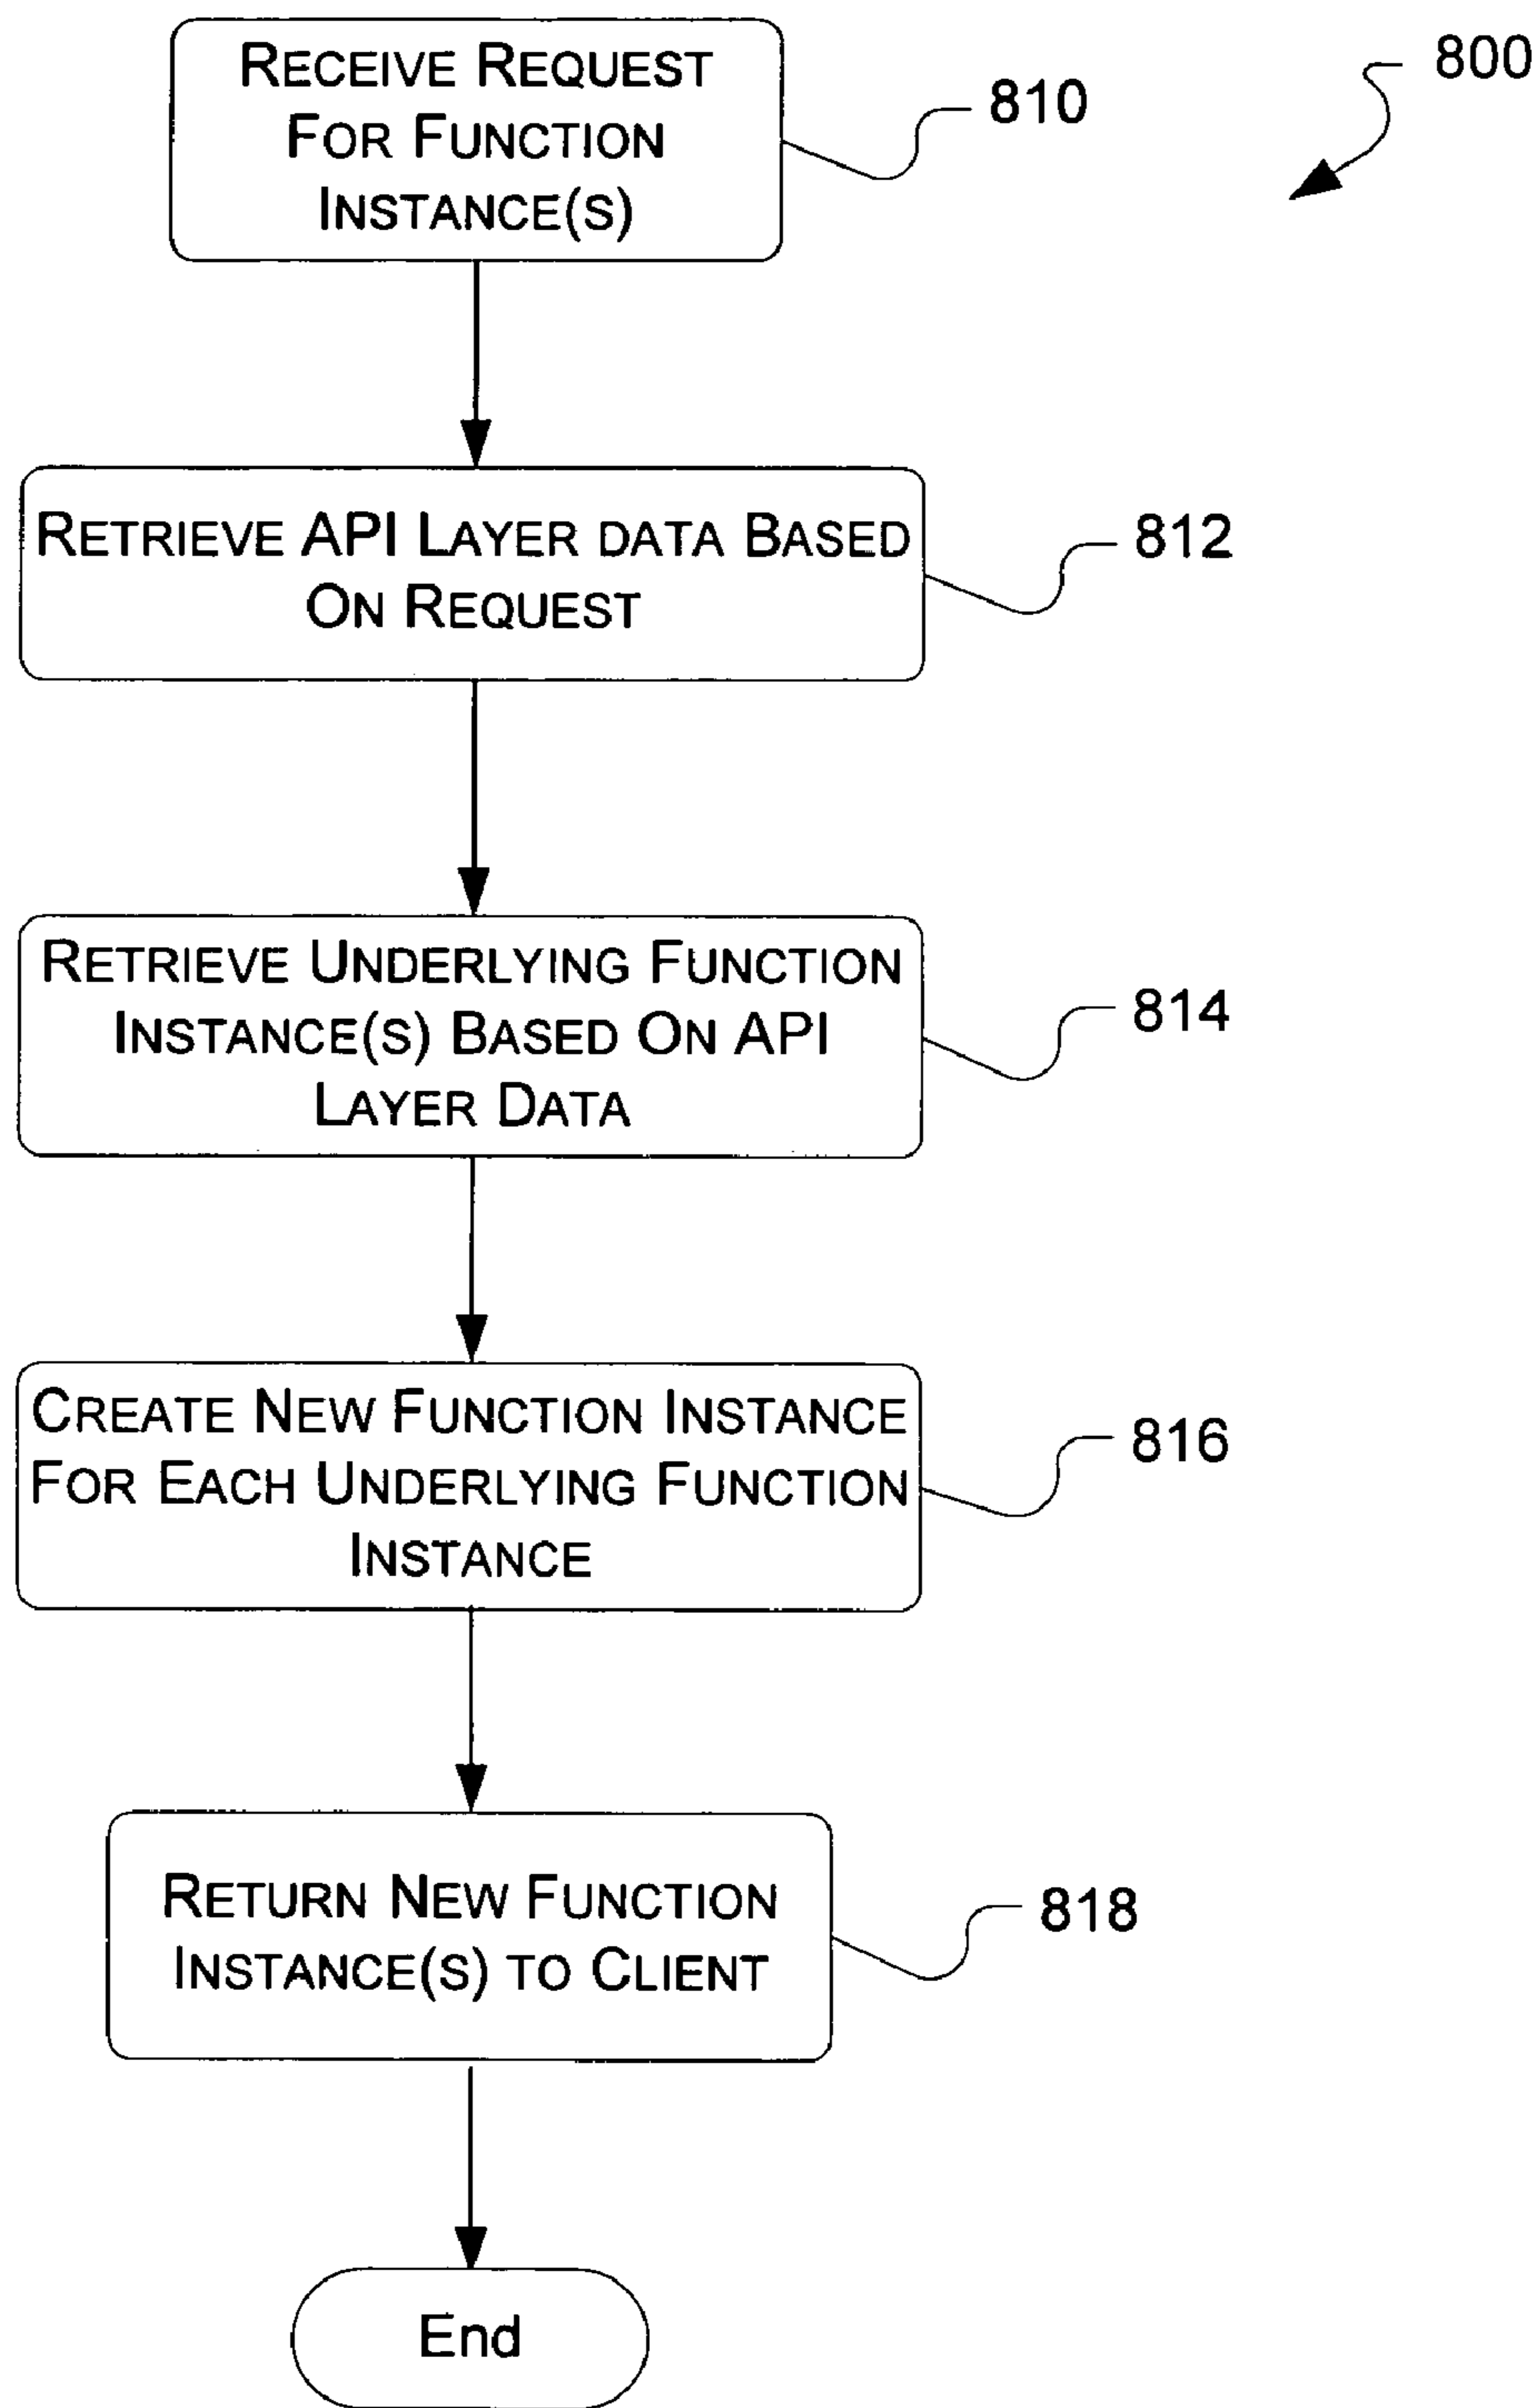 RECEIVE REQUEST
FOR FUNCTION
INSTANCE(S)
810
800
RETRIEVE API LAYER DATA BASED
ON REQUEST
812
RETRIEVE UNDERLYING FUNCTION
INSTANCE(S) BASED ON API
LAYER DATA
814
CREATE NEW FUNCTION INSTANCE
FOR EACH UNDERLYING FUNCTION
INSTANCE
816
RETURN NEW FUNCTION
INSTANCE(S) TO CLIENT
818
End